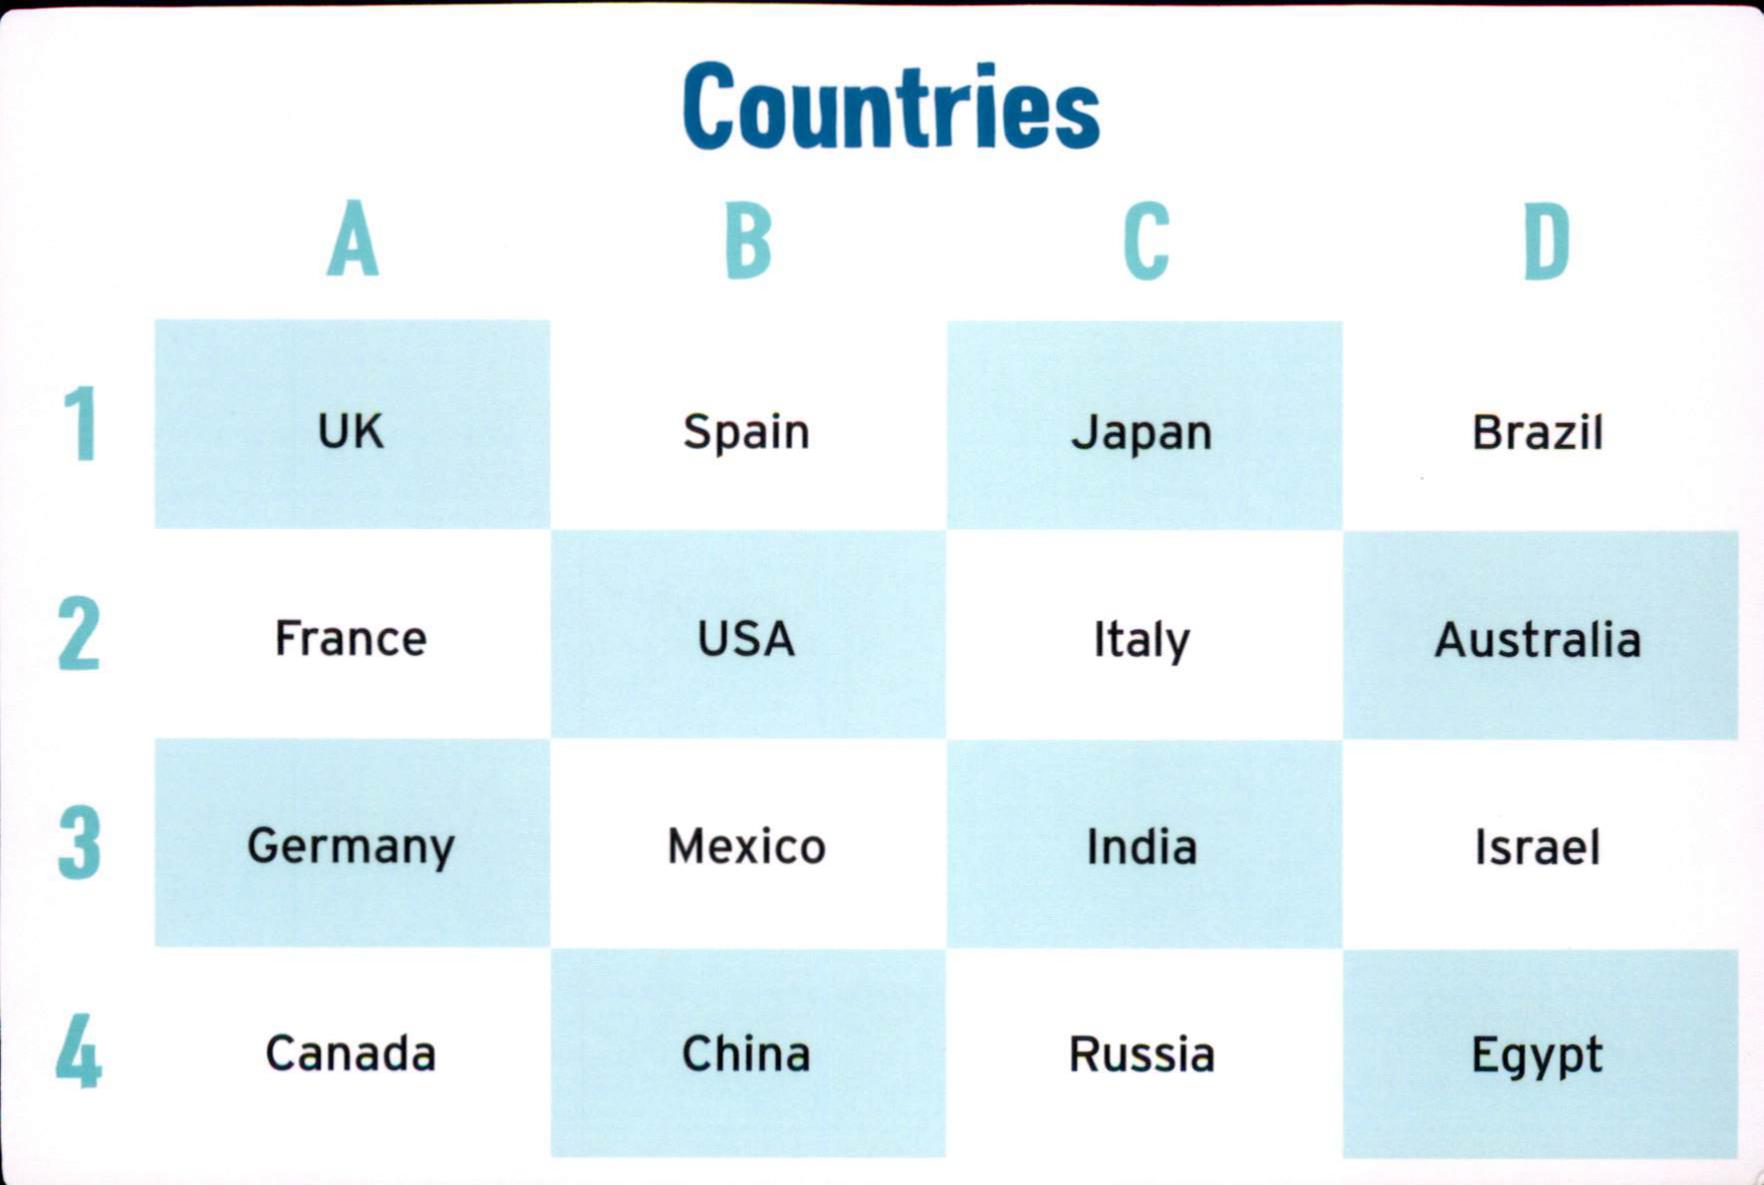 Countries
A B C D
1 UK Spain Japan Brazil
2 France USA Italy Australia
3 Germany Mexico India Israel
4 Canada China Russia Egypt